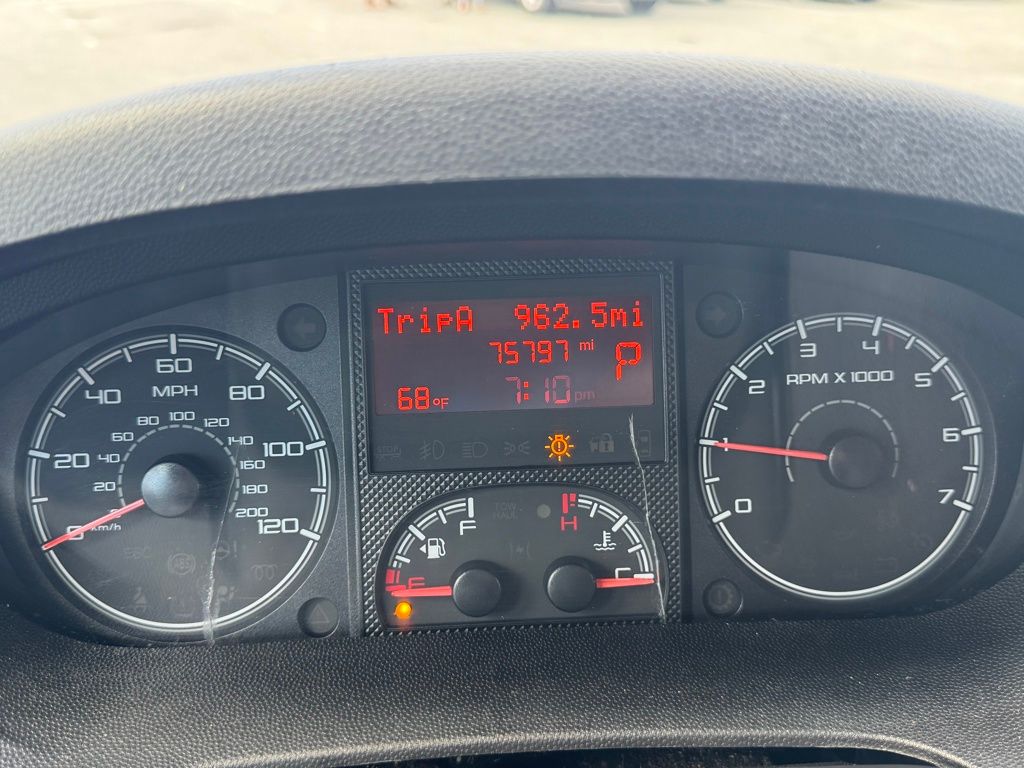 TripA 962.5mi
75797 mi P
68°F 7:10 pm
0 20 40 60 80 100 120
MPH
20 40 60 80 100 120 140 160 180 200
km/h
F
E
H
C
0 1 2 3 4 5 6 7
RPM X 1000
TOW
HAUL
ESC